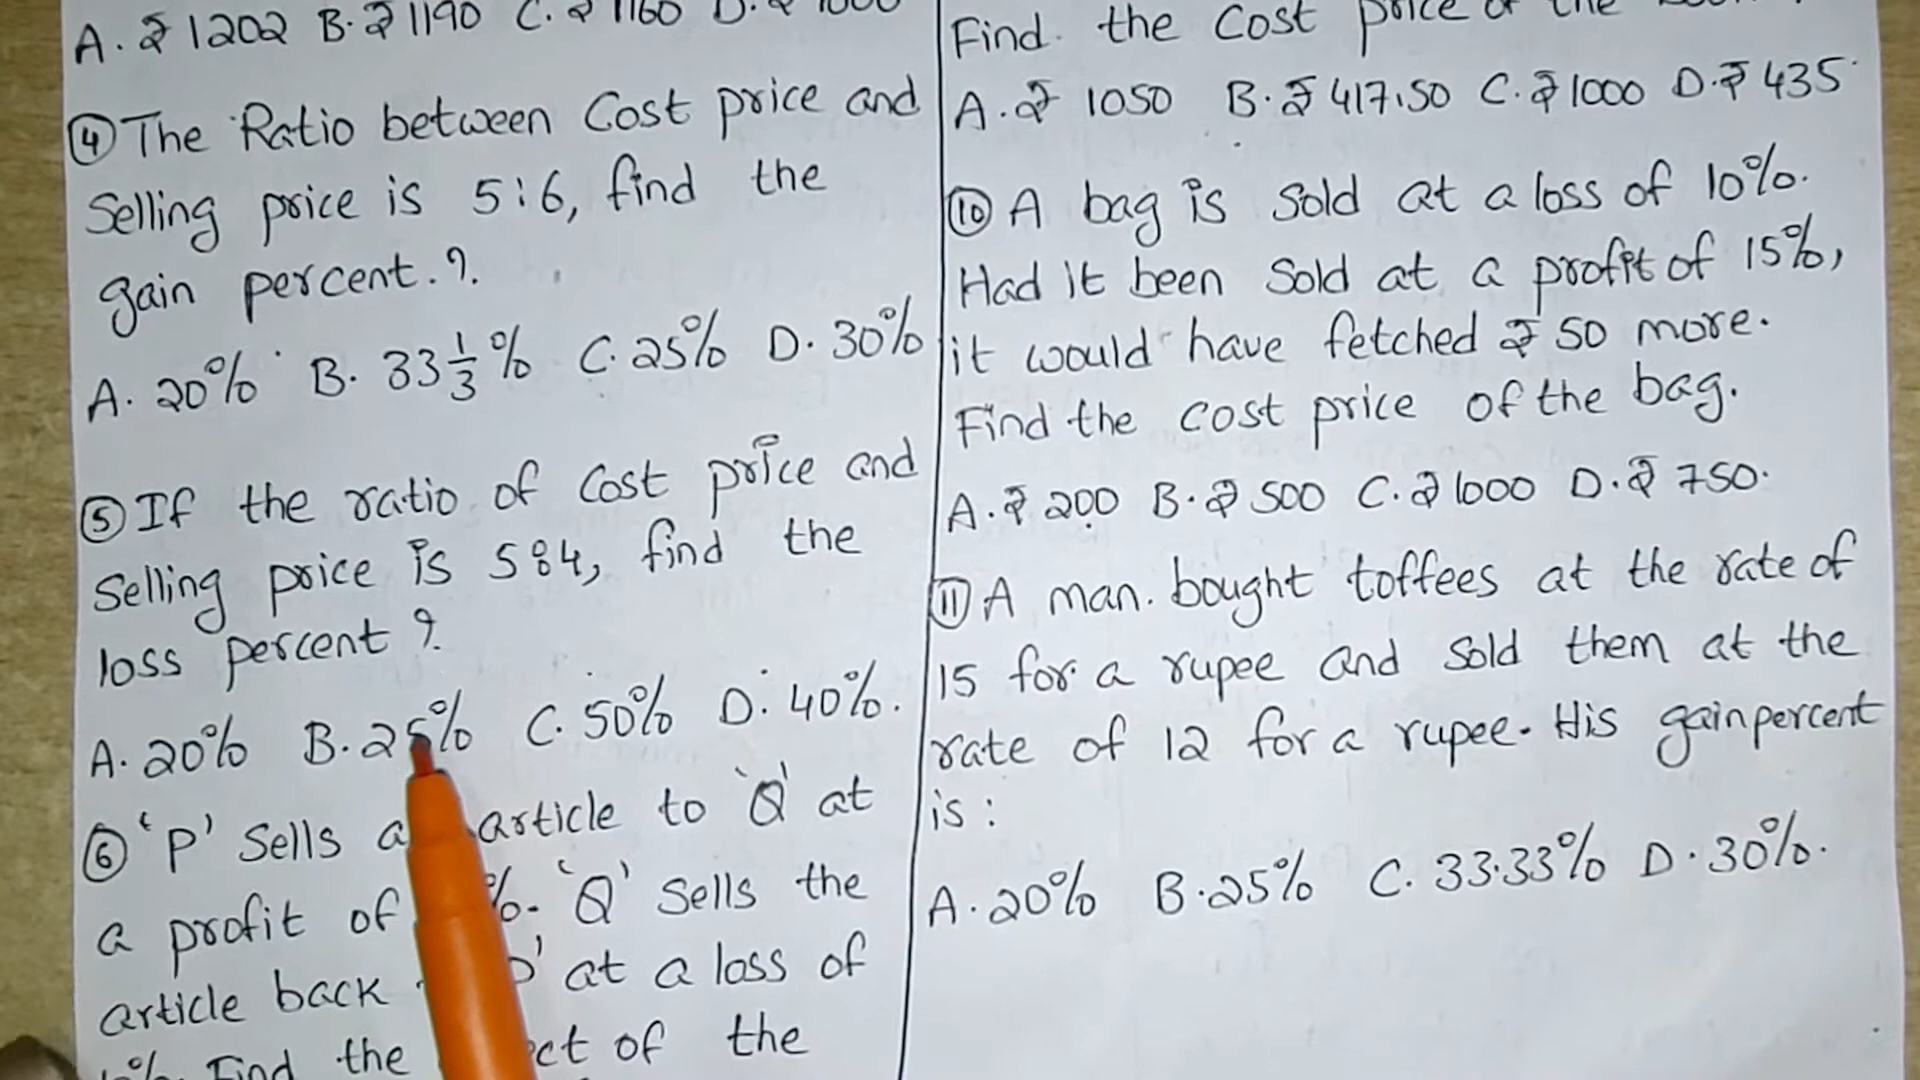 A. ₹ 1202 B. ₹ 1190 C. ₹ 1160 D. ₹
④ The Ratio between Cost price and
Selling price is 5:6, find the
gain percent.?.
A. 20% B. 33 1/3 % C. 25% D. 30%
⑤ If the ratio of Cost price and
Selling price is 5:4, find the
loss percent ?.
A. 20% B. 25% C. 50% D. 40%.
⑥ 'P' Sells article to 'Q' at
a profit of %. 'Q' Sells the
article back at a loss of
Find the of the
Find the Cost price of the
A. ₹ 1050 B. ₹ 417.50 C. ₹ 1000 D. ₹ 435
⑩ A bag is Sold at a loss of 10%.
Had it been Sold at a profit of 15%,
it would have fetched ₹ 50 more.
Find the cost price of the bag.
A. ₹ 200 B. ₹ 500 C. ₹ 1000 D. ₹ 750.
⑪ A man. bought toffees at the rate of
15 for a rupee and Sold them at the
rate of 12 for a rupee. His gainpercent
is :
A. 20% B. 25% C. 33.33% D. 30%.